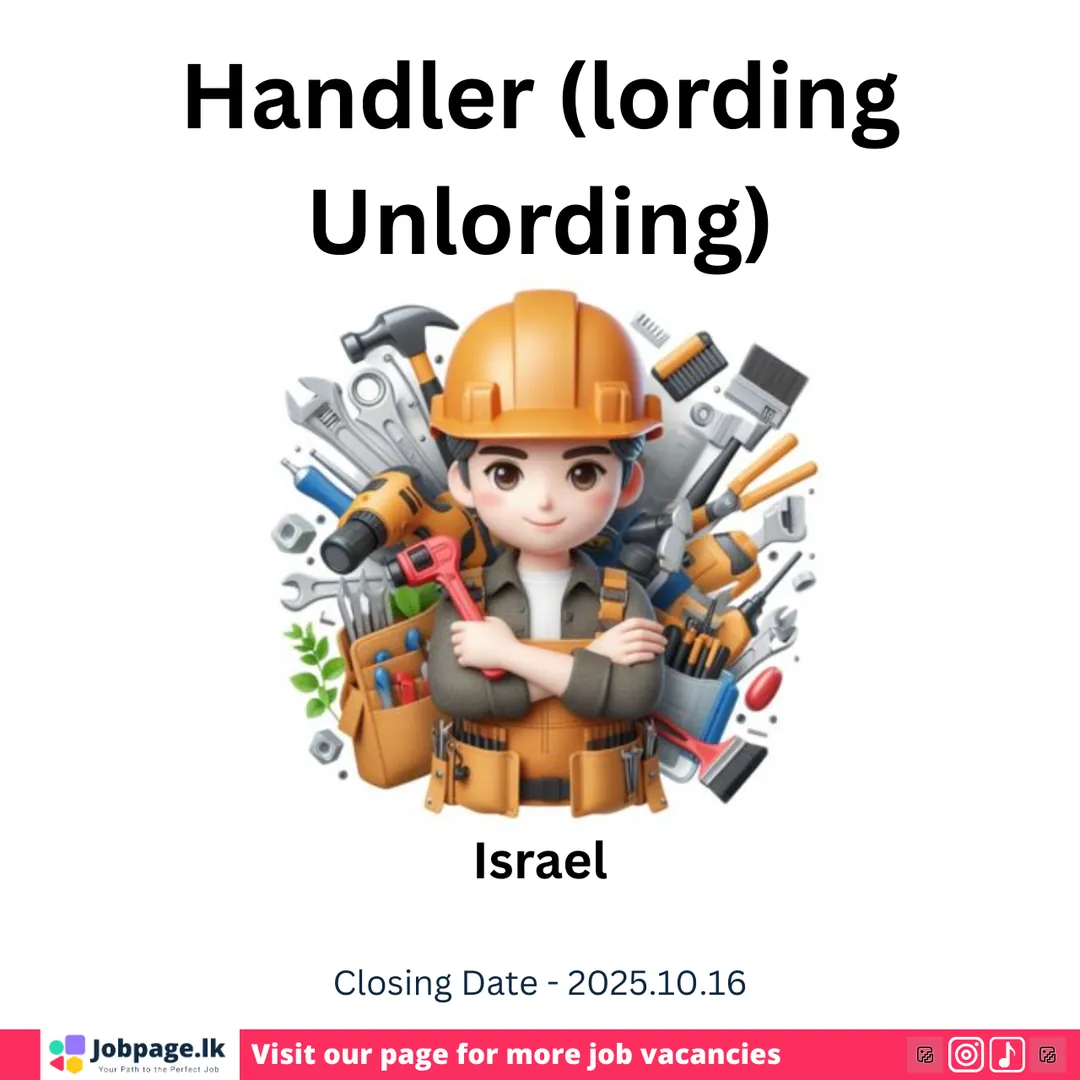 Handler (lording
Unlording)
Israel
Closing Date - 2025.10.16
Jobpage.lk
Your Path to the Perfect Job
Visit our page for more job vacancies